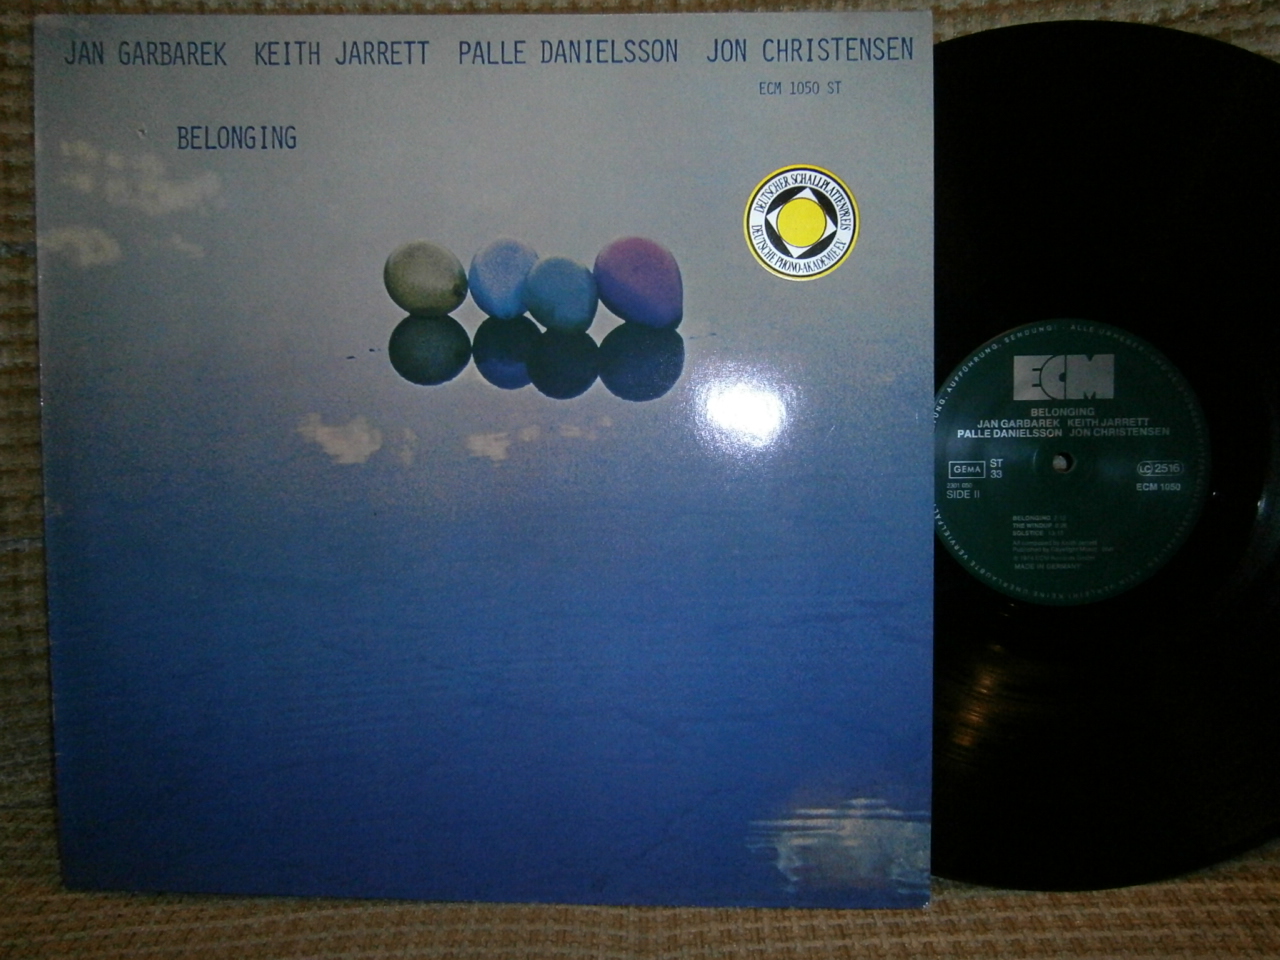 JAN GARBAREK KEITH JARRETT PALLE DANIELSSON JON CHRISTENSEN
ECM 1050 ST
BELONGING
DEUTSCHER SCHALLPLATTENPREIS
DEUTSCHE PHONO-AKADEMIE E.V.
ECM
BELONGING
JAN GARBAREK KEITH JARRETT
PALLE DANIELSSON JON CHRISTENSEN
GEMA
ST
33
LC 2516
ECM 1050
SIDE II
BELONGING
THE WINDUP
SOLSTICE
MADE IN GERMANY
AUFFÜHRUNG, SENDUNG!